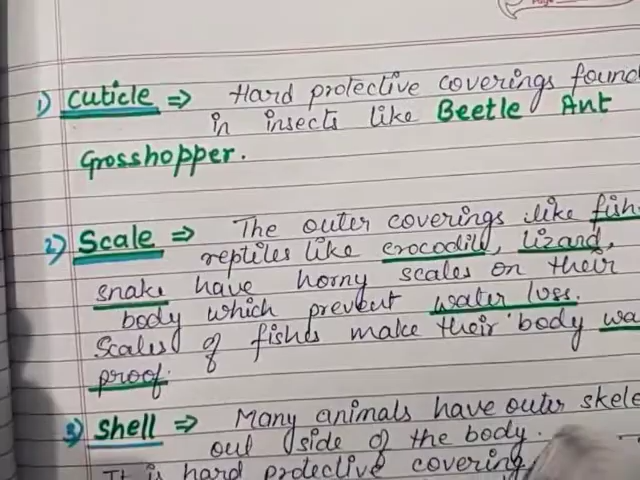 1) Cuticle ⇒ Hard protective coverings found
in insects like Beetle Ant
Grosshopper.
2) Scale ⇒ The outer coverings like fish
reptiles like crocodile, lizard,
snake have horny scales on their
body which prevent water loss.
Scales of fishes make their body wa
proof.
3) Shell ⇒ Many animals have outer skele
out side of the body.
It is hard protective covering